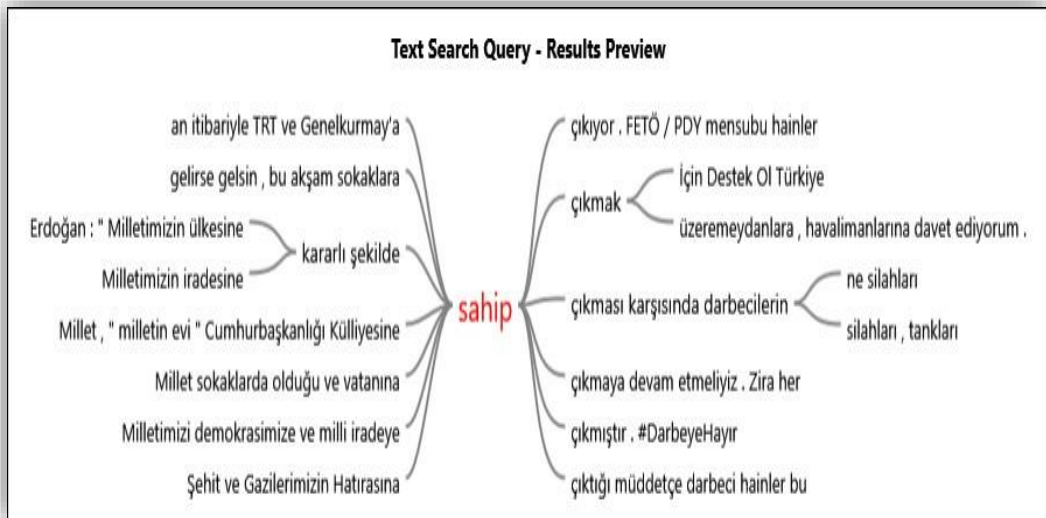 Text Search Query - Results Preview
an itibariyle TRT ve Genelkurmay'a
gelirse gelsin , bu akşam sokaklara
Erdoğan : " Milletimizin ülkesine
Milletimizin iradesine
kararlı şekilde
Millet , " milletin evi " Cumhurbaşkanlığı Külliyesine
Millet sokaklarda olduğu ve vatanına
Milletimizi demokrasimize ve milli iradeye
Şehit ve Gazilerimizin Hatırasına
sahip
çıkıyor . FETÖ / PDY mensubu hainler
çıkmak
İçin Destek Ol Türkiye
üzeremeydanlara , havalimanlarına davet ediyorum .
çıkması karşısında darbecilerin
ne silahları
silahları , tankları
çıkmaya devam etmeliyiz . Zira her
çıkmıştır . #DarbeyeHayır
çıktığı müddetçe darbeci hainler bu